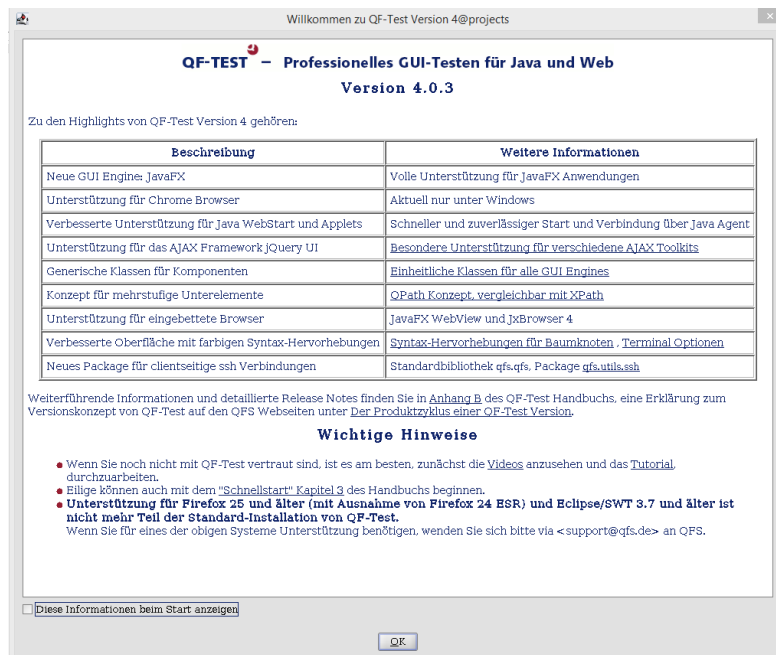 Willkommen zu QF-Test Version 4@projects
QF-TEST – Professionelles GUI-Testen für Java und Web
Version 4.0.3
Zu den Highlights von QF-Test Version 4 gehören:
Beschreibung Weitere Informationen
Neue GUI Engine: JavaFX Volle Unterstützung für JavaFX Anwendungen
Unterstützung für Chrome Browser Aktuell nur unter Windows
Verbesserte Unterstützung für Java WebStart und Applets Schneller und zuverlässiger Start und Verbindung über Java Agent
Unterstützung für das AJAX Framework jQuery UI Besondere Unterstützung für verschiedene AJAX Toolkits
Generische Klassen für Komponenten Einheitliche Klassen für alle GUI Engines
Konzept für mehrstufige Unterelemente QPath Konzept, vergleichbar mit XPath
Unterstützung für eingebettete Browser JavaFX WebView und JxBrowser 4
Verbesserte Oberfläche mit farbigen Syntax-Hervorhebungen Syntax-Hervorhebungen für Baumknoten , Terminal Optionen
Neues Package für clientseitige ssh Verbindungen Standardbibliothek qfs.qfs, Package qfs.utils.ssh
Weiterführende Informationen und detaillierte Release Notes finden Sie in Anhang B des QF-Test Handbuchs, eine Erklärung zum
Versionskonzept von QF-Test auf den QFS Webseiten unter Der Produktzyklus einer QF-Test Version.
Wichtige Hinweise
Wenn Sie noch nicht mit QF-Test vertraut sind, ist es am besten, zunächst die Videos anzusehen und das Tutorial,
durchzuarbeiten.
Eilige können auch mit dem "Schnellstart" Kapitel 3 des Handbuchs beginnen.
Unterstützung für Firefox 25 und älter (mit Ausnahme von Firefox 24 ESR) und Eclipse/SWT 3.7 und älter ist
nicht mehr Teil der Standard-Installation von QF-Test.
Wenn Sie für eines der obigen Systeme Unterstützung benötigen, wenden Sie sich bitte via <support@qfs.de> an QFS.
Diese Informationen beim Start anzeigen
OK